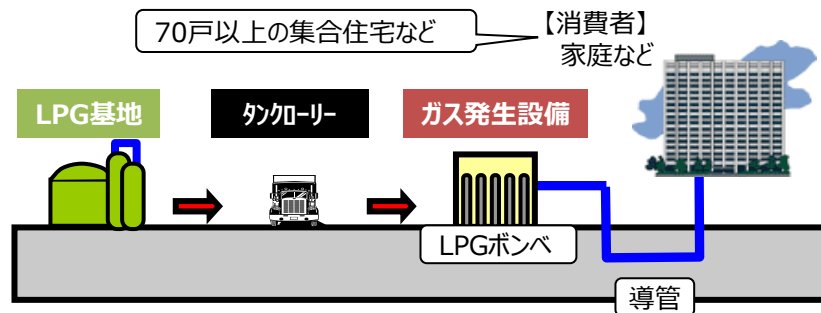 70戸以上の集合住宅など
【消費者】
家庭など
LPG基地
タンクローリー
ガス発生設備
LPGボンベ
導管